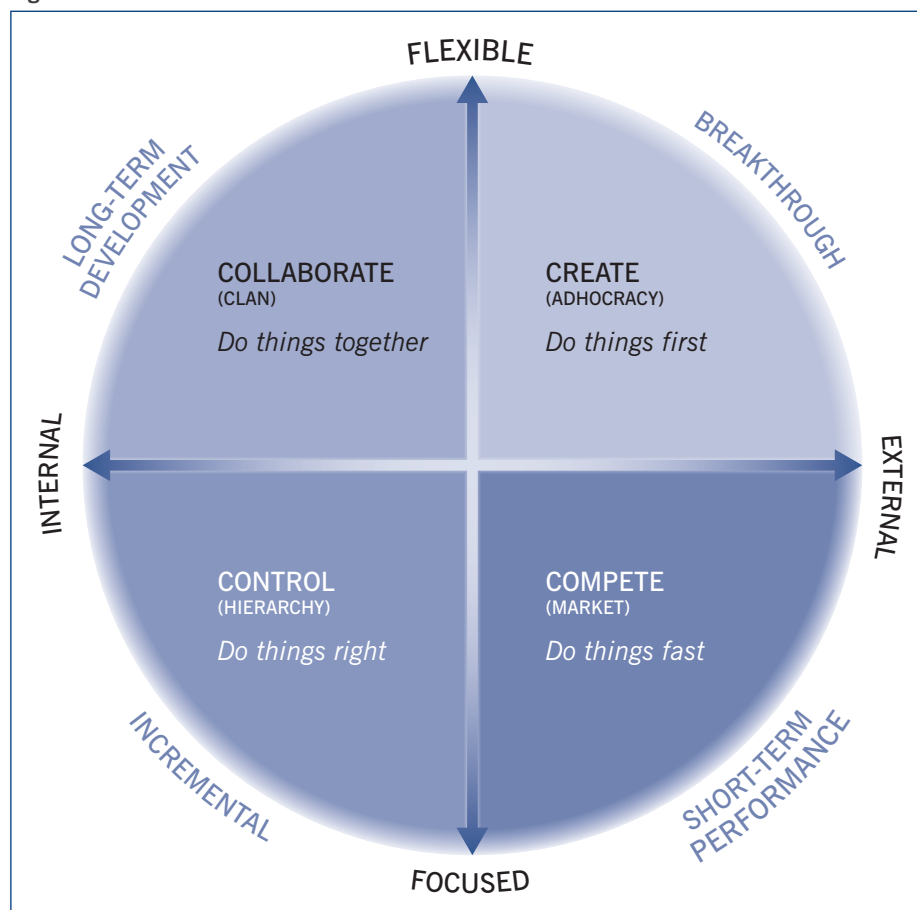 FLEXIBLE
LONG-TERM
DEVELOPMENT
BREAKTHROUGH
COLLABORATE
(CLAN)
Do things together
CREATE
(ADHOCRACY)
Do things first
INTERNAL
EXTERNAL
CONTROL
(HIERARCHY)
Do things right
COMPETE
(MARKET)
Do things fast
INCREMENTAL
SHORT-TERM
PERFORMANCE
FOCUSED